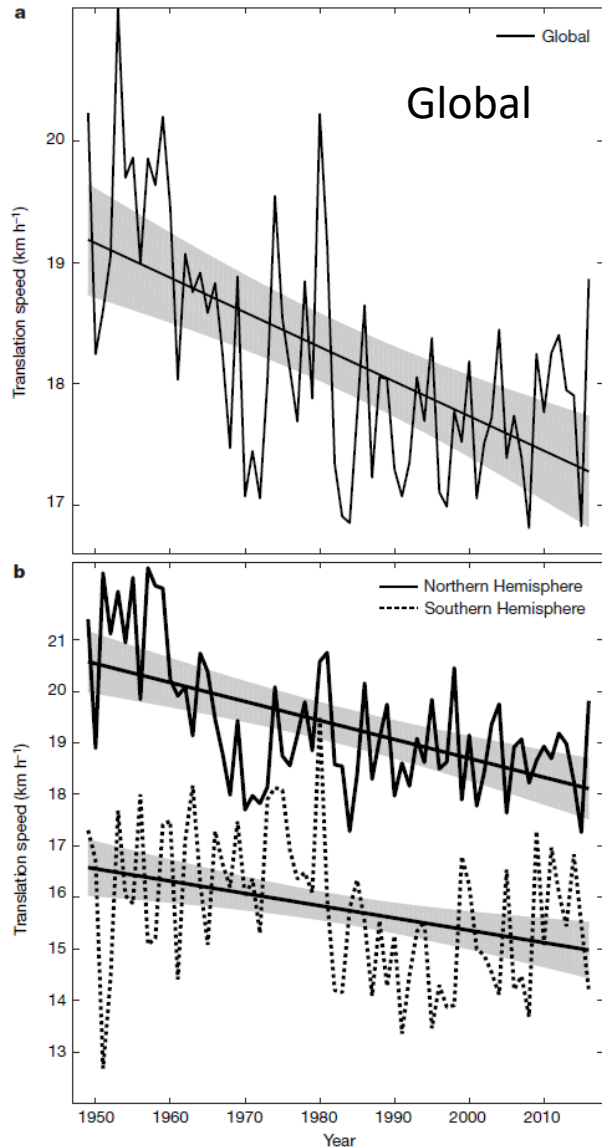 a
Global
Global
20
19
18
17
Translation speed (km h⁻¹)
b
Northern Hemisphere
Southern Hemisphere
21
20
19
18
17
16
15
14
13
Translation speed (km h⁻¹)
1950 1960 1970 1980 1990 2000 2010
Year